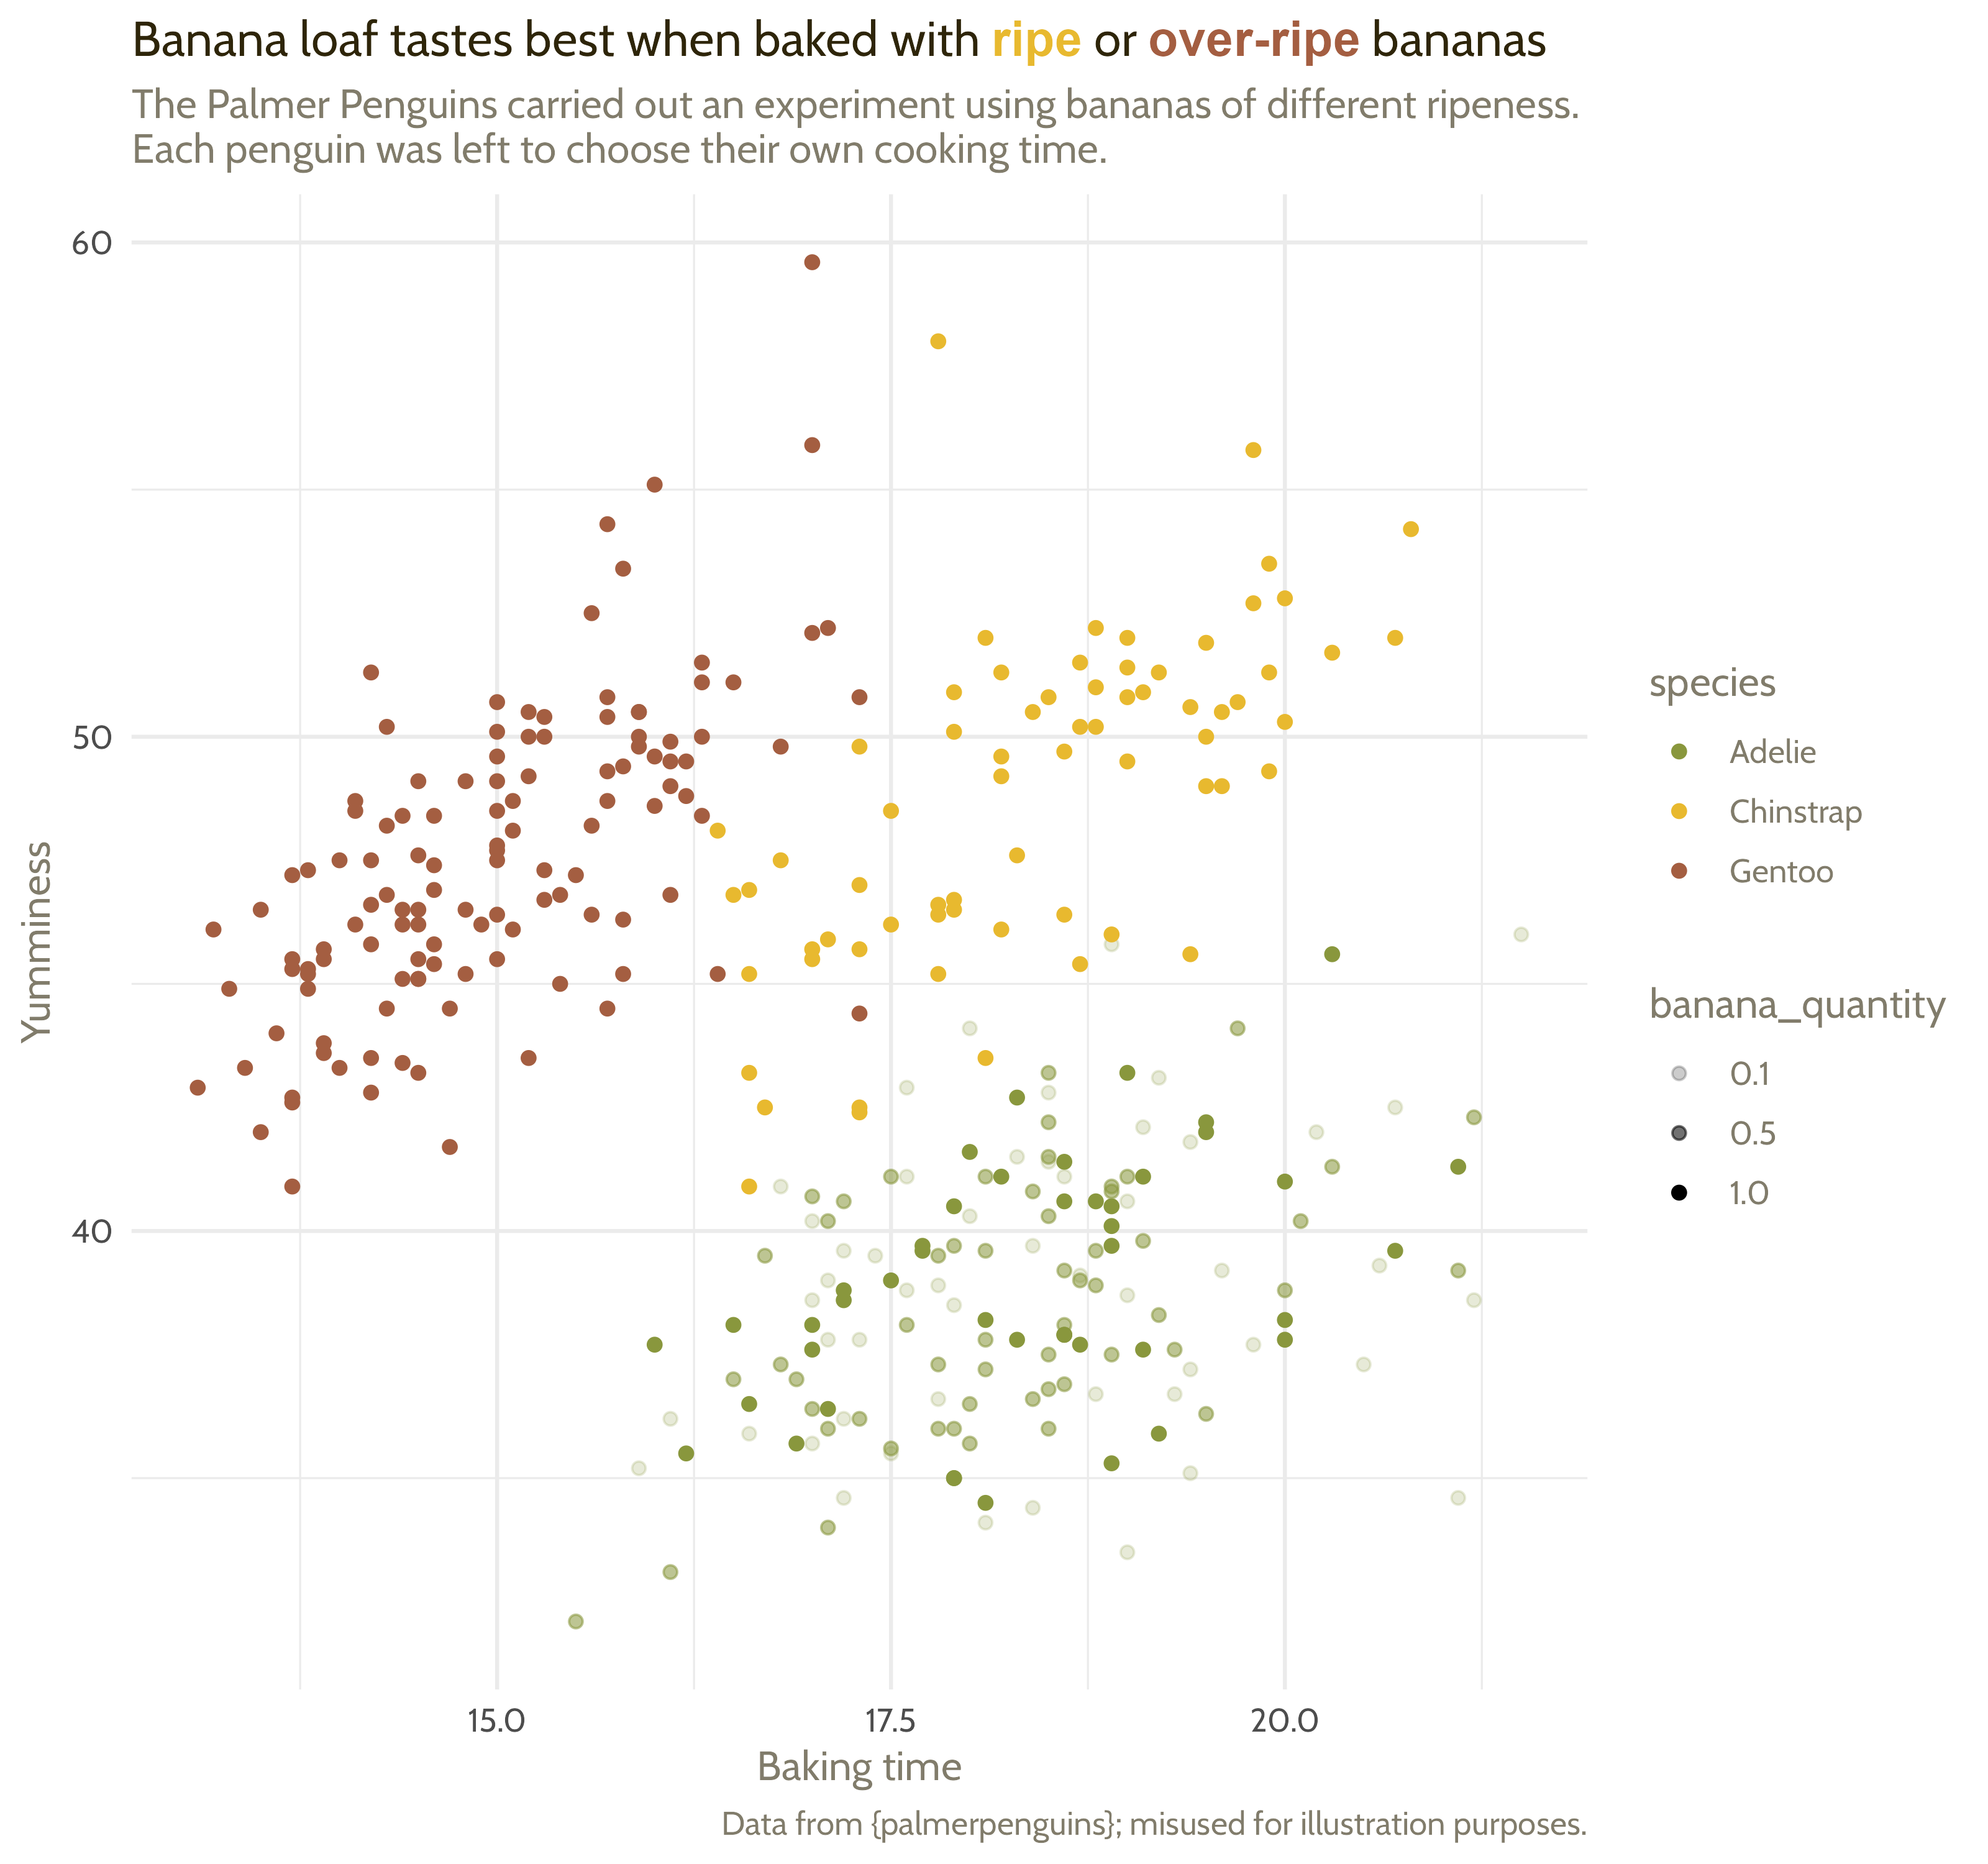 Banana loaf tastes best when baked with ripe or over-ripe bananas
The Palmer Penguins carried out an experiment using bananas of different ripeness.
Each penguin was left to choose their own cooking time.
60
50
40
Yumminess
15.0
17.5
20.0
Baking time
species
Adelie
Chinstrap
Gentoo
banana_quantity
0.1
0.5
1.0
Data from {palmerpenguins}; misused for illustration purposes.